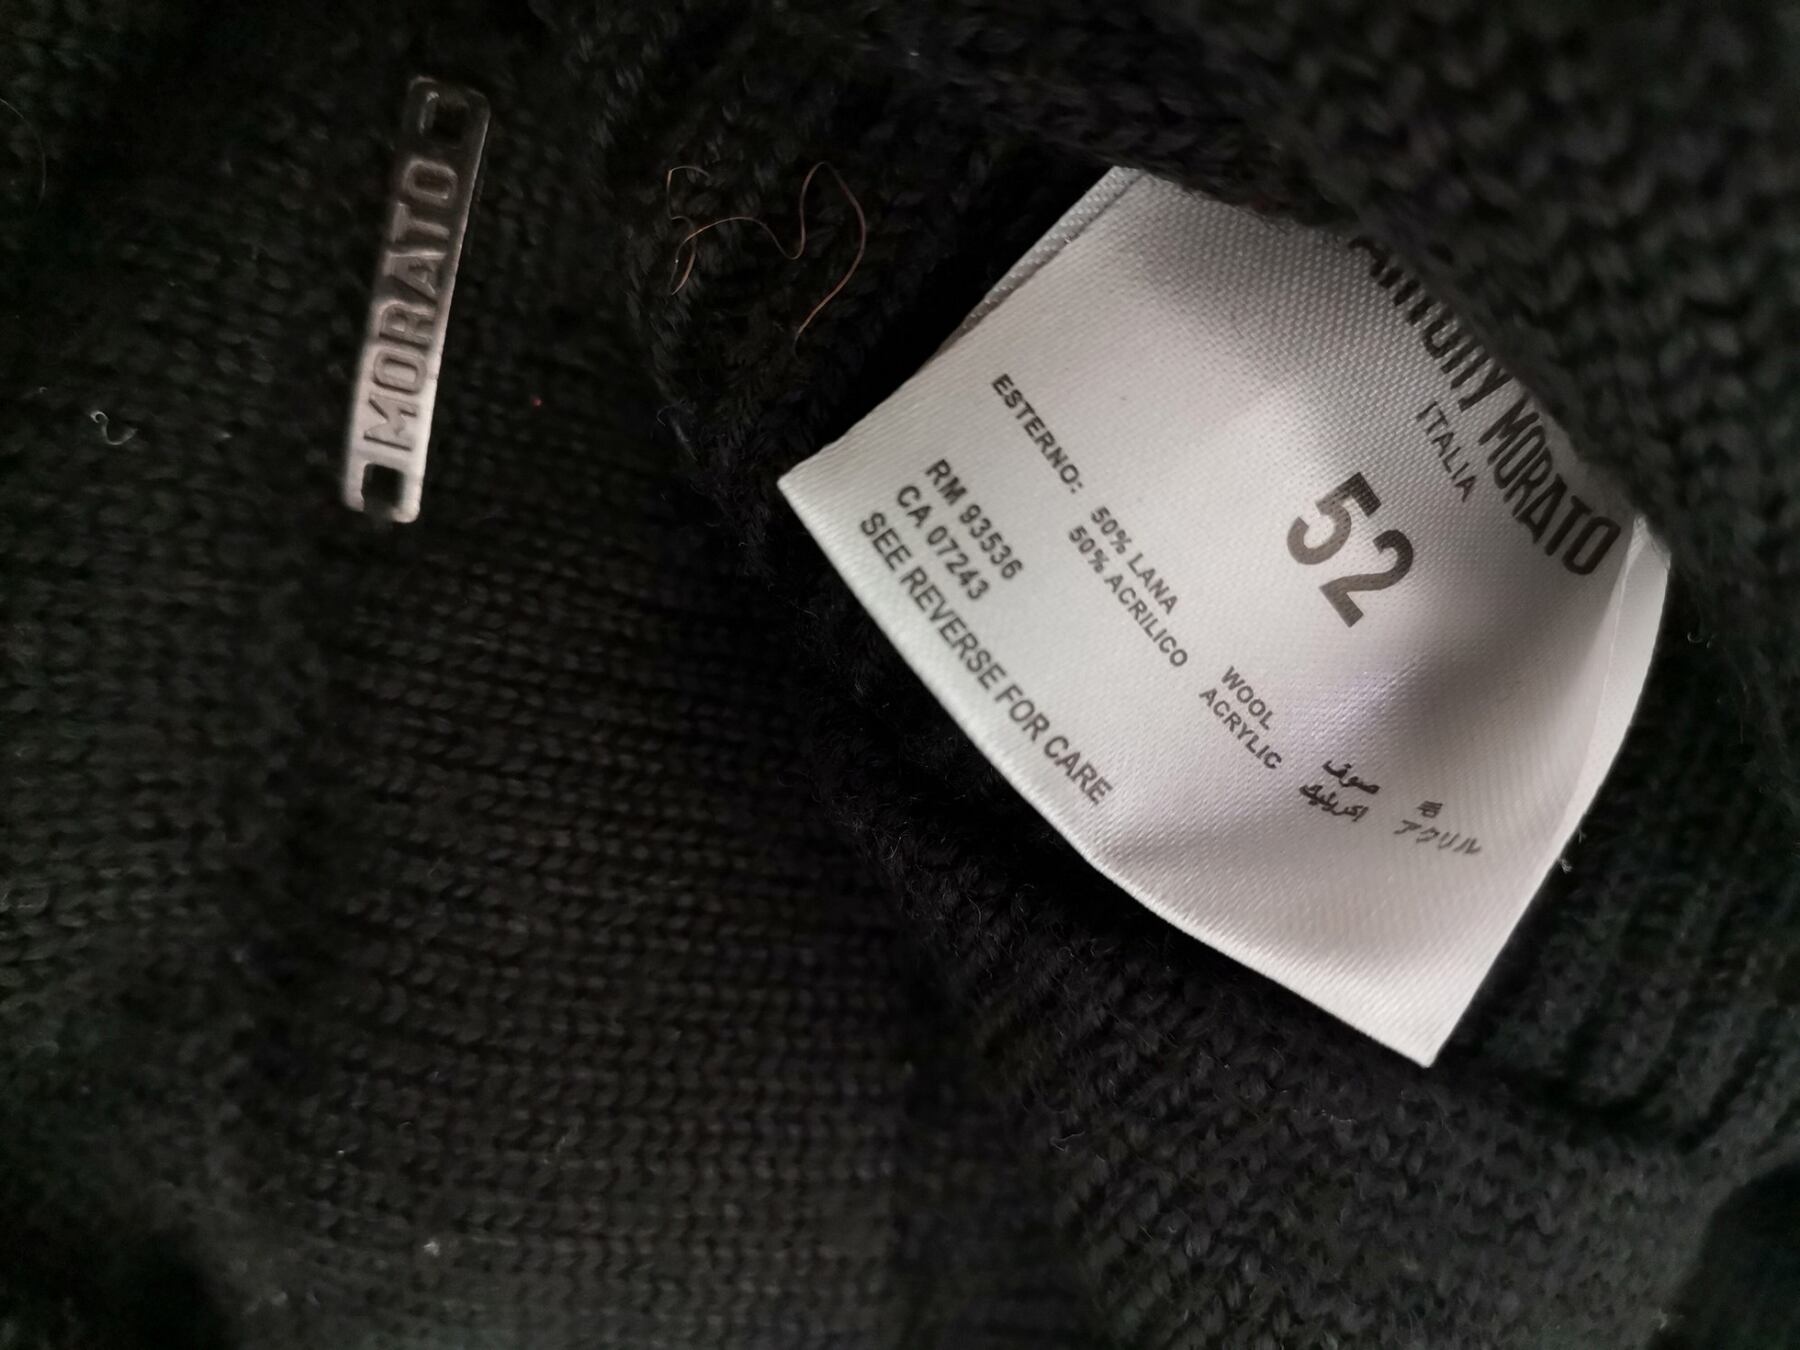 MORATO
Antony MORATO
ITALIA
52
ESTERNO: 50% LANA WOOL صوف 毛
50% ACRILICO ACRYLIC اكريليك アクリル
RM 93536
CA 07243
SEE REVERSE FOR CARE